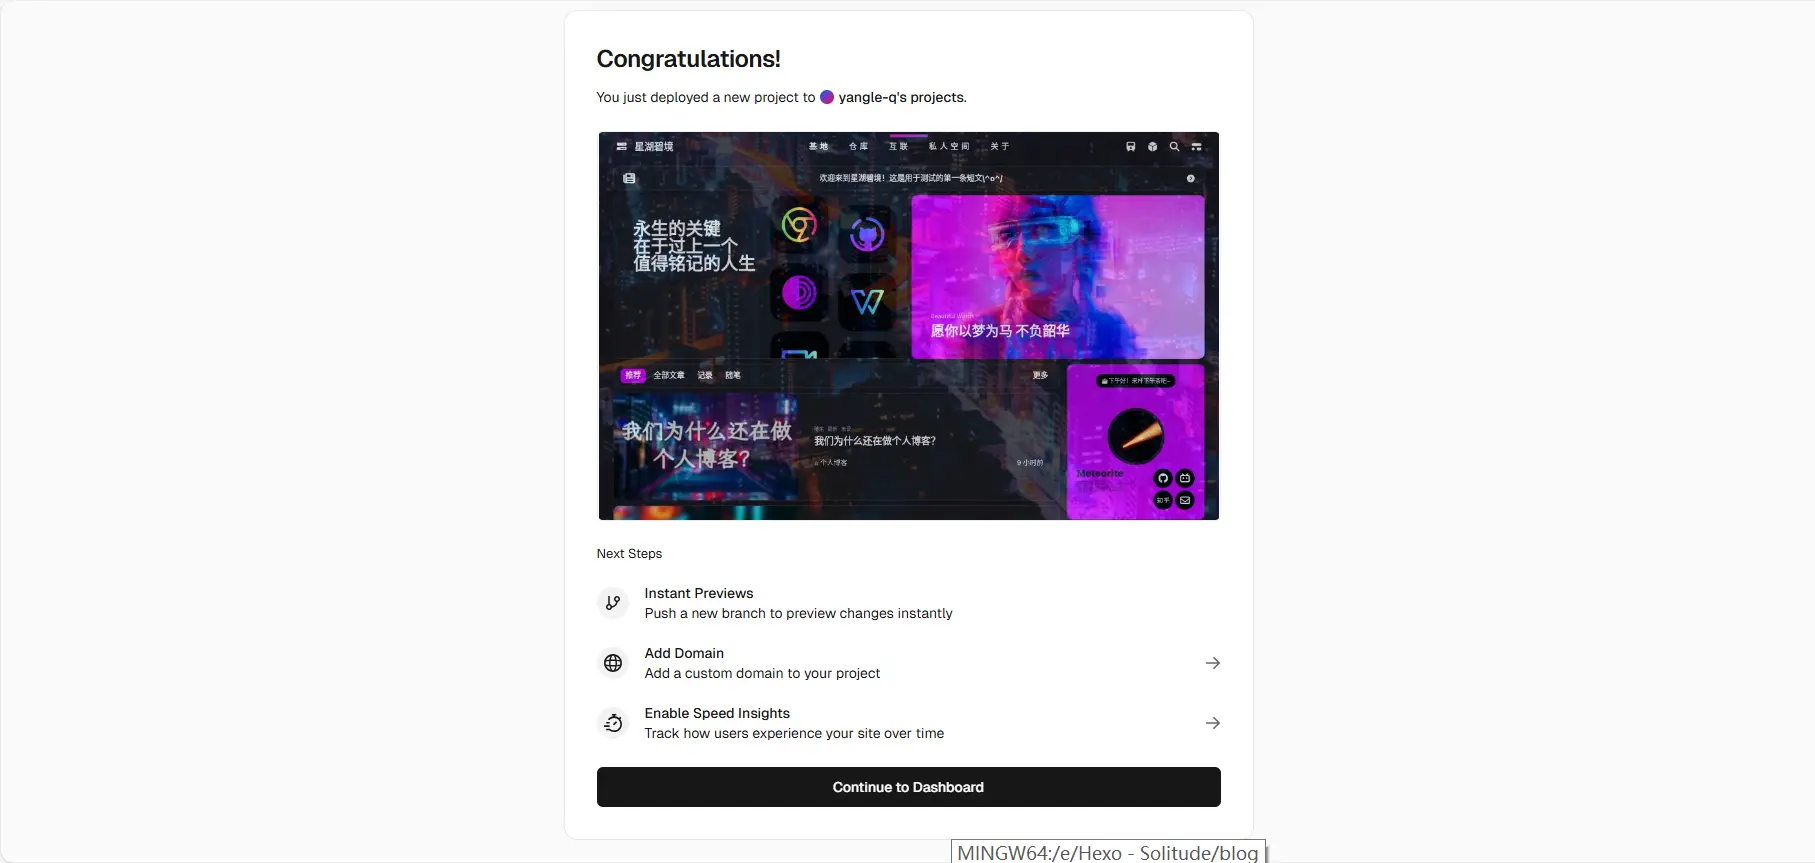 Congratulations!
You just deployed a new project to yangle-q's projects.
星湖碧境
基地 仓库 互联 私人空间 关于
欢迎来到星湖碧境！这是用于测试的第一条短文\^o^/
永生的关键
在于过上一个
值得铭记的人生
Beautiful World
愿你以梦为马 不负韶华
推荐 全部文章 记录 随笔 更多
下午好！
我们为什么还在做
个人博客？
我们为什么还在做个人博客？
个人博客 9 小时前
Meteorite
知乎
Next Steps
Instant Previews
Push a new branch to preview changes instantly
Add Domain
Add a custom domain to your project
Enable Speed Insights
Track how users experience your site over time
Continue to Dashboard
MINGW64:/e/Hexo - Solitude/blog